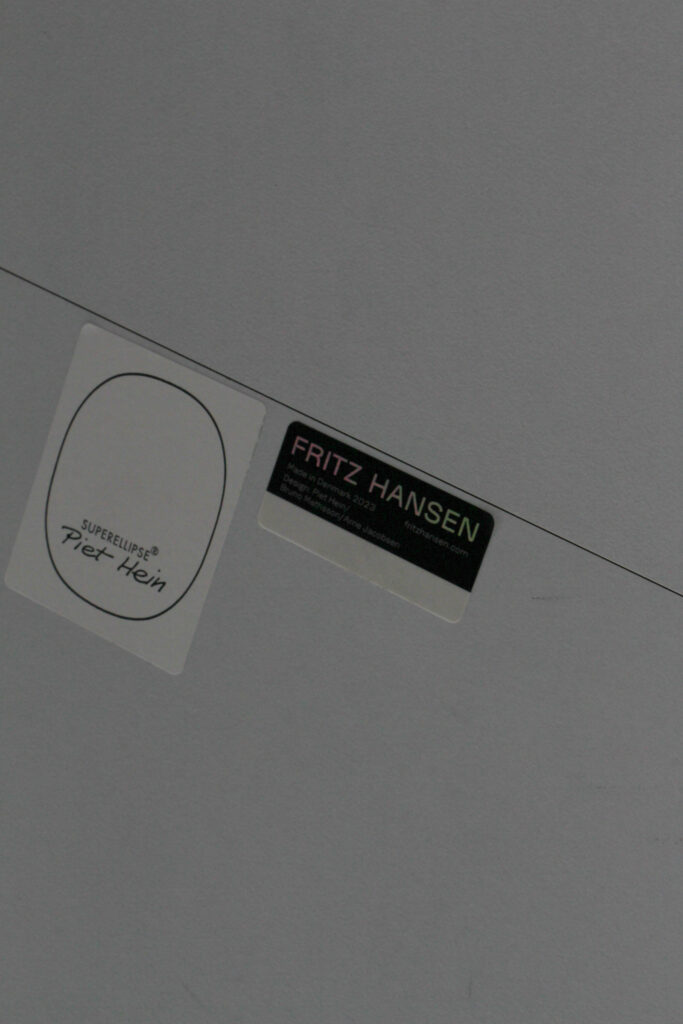 SUPERELLIPSE®
Piet Hein
FRITZ HANSEN
Made in Denmark 2023
Design: Piet Hein/
Bruno Mathsson/Arne Jacobsen
fritzhansen.com